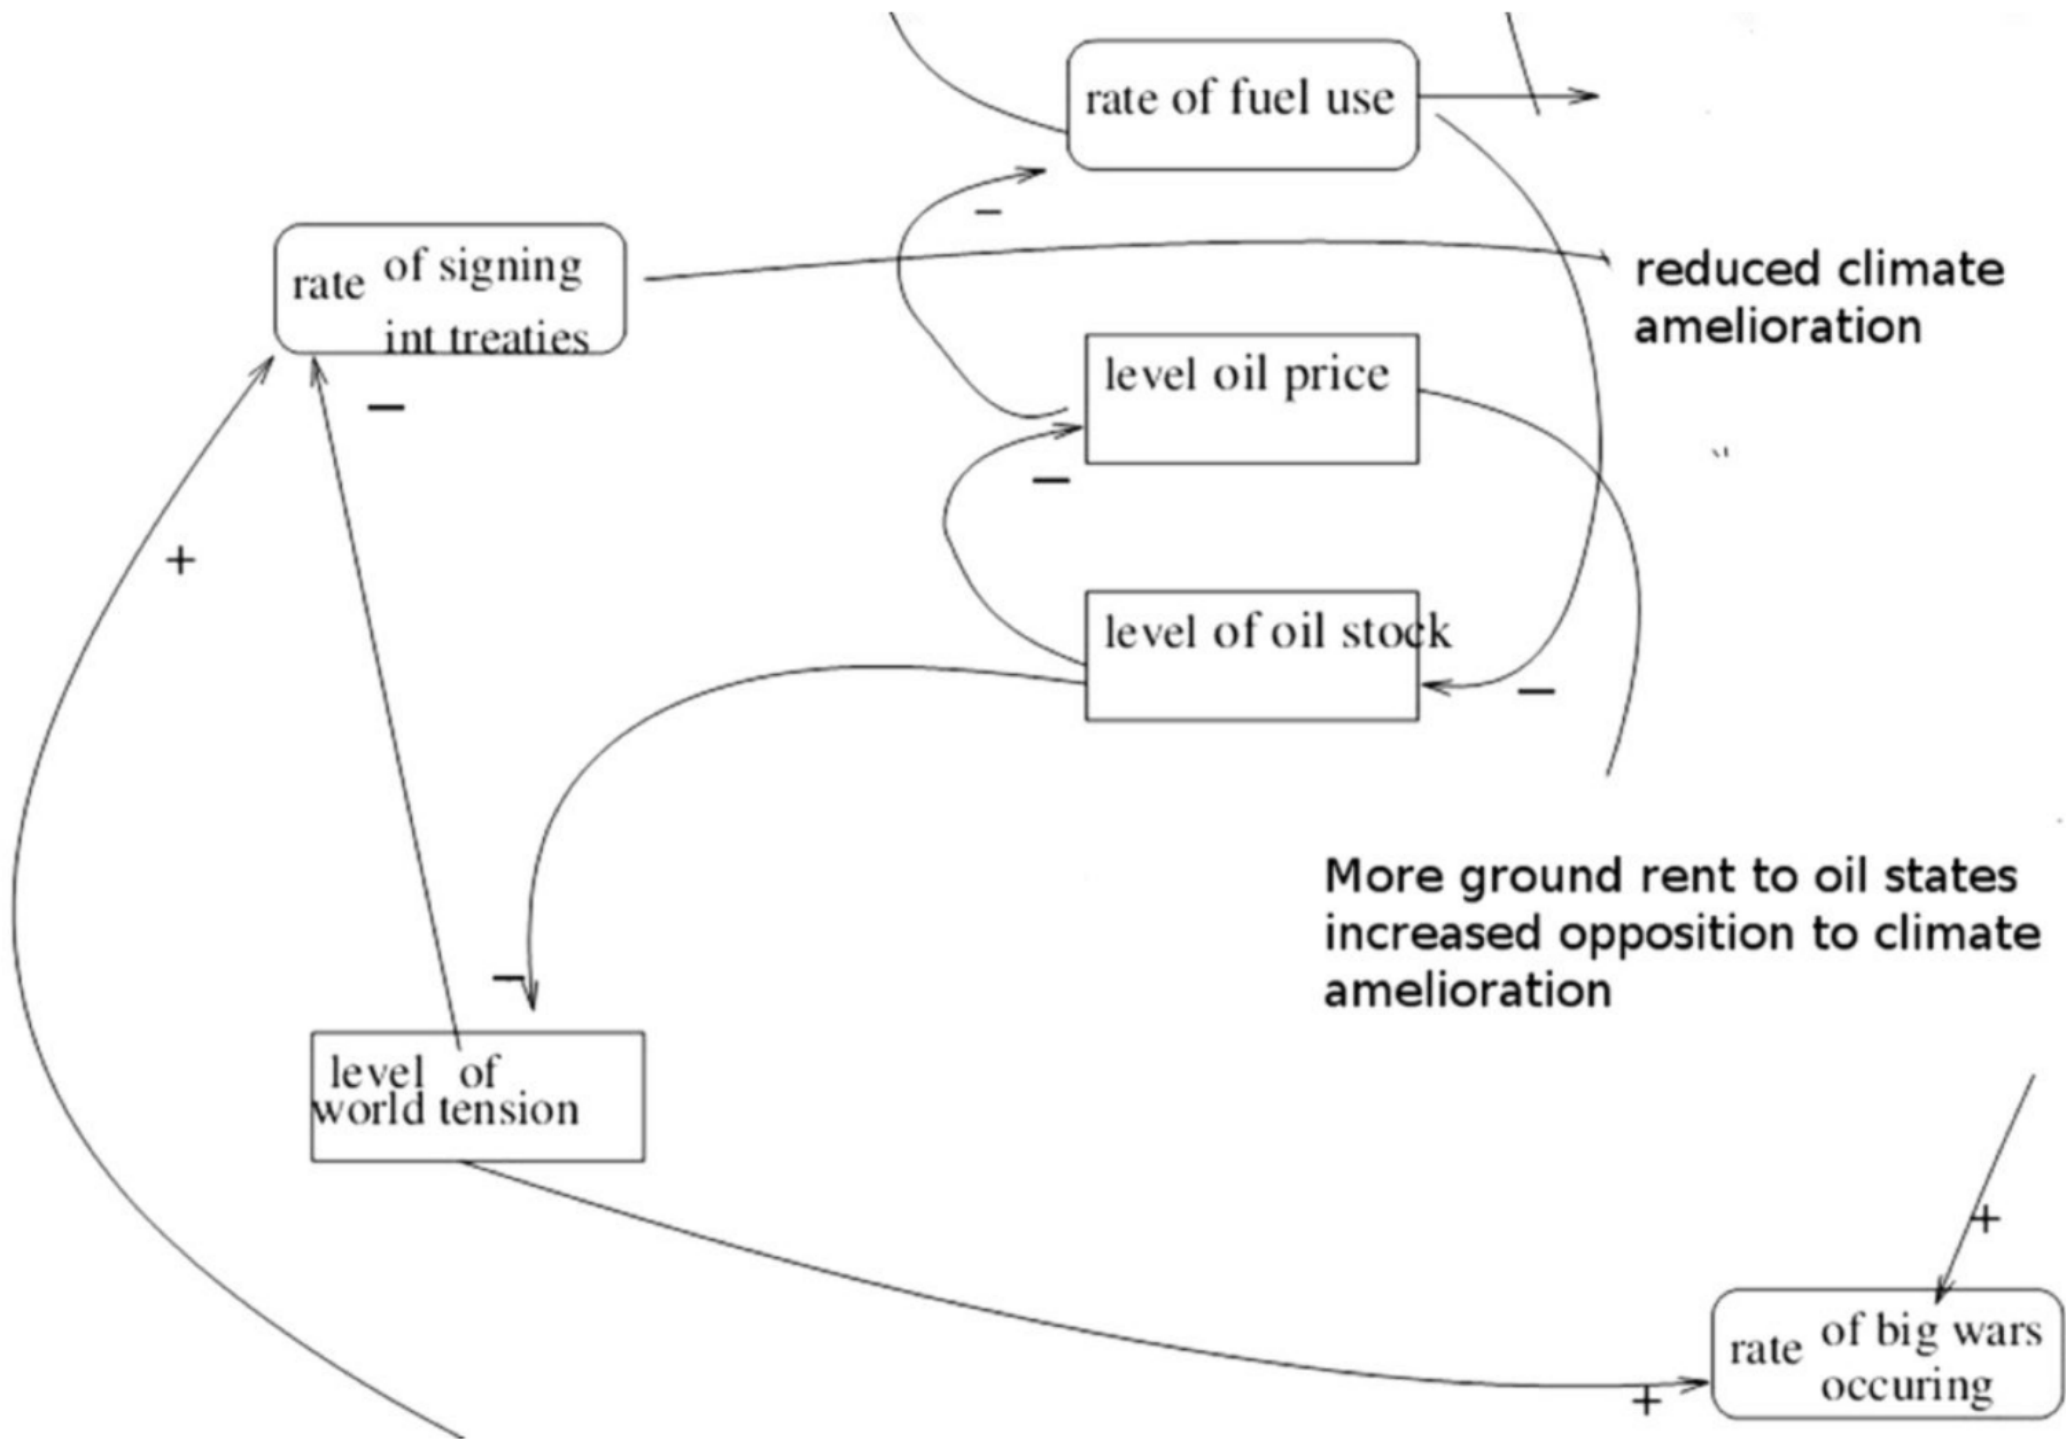 rate of fuel use
−
rate of signing
int treaties
reduced climate
amelioration
level oil price
−
−
+
level of oil stock
−
More ground rent to oil states
increased opposition to climate
amelioration
−
level of
world tension
+
rate of big wars
occuring
+